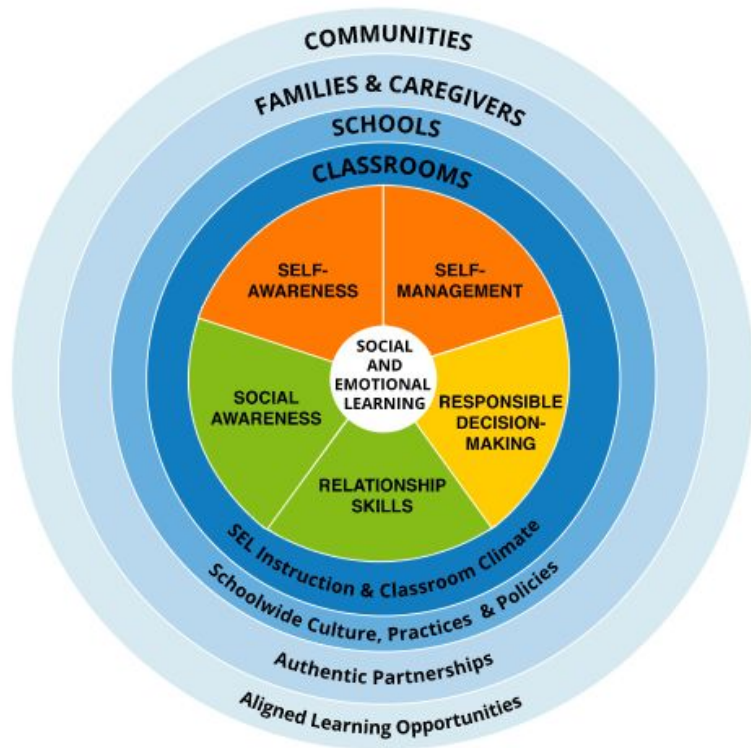 COMMUNITIES
FAMILIES & CAREGIVERS
SCHOOLS
CLASSROOMS
SELF-
AWARENESS
SELF-
MANAGEMENT
SOCIAL
AND
EMOTIONAL
LEARNING
SOCIAL
AWARENESS
RESPONSIBLE
DECISION-
MAKING
RELATIONSHIP
SKILLS
SEL Instruction & Classroom Climate
Schoolwide Culture, Practices & Policies
Authentic Partnerships
Aligned Learning Opportunities